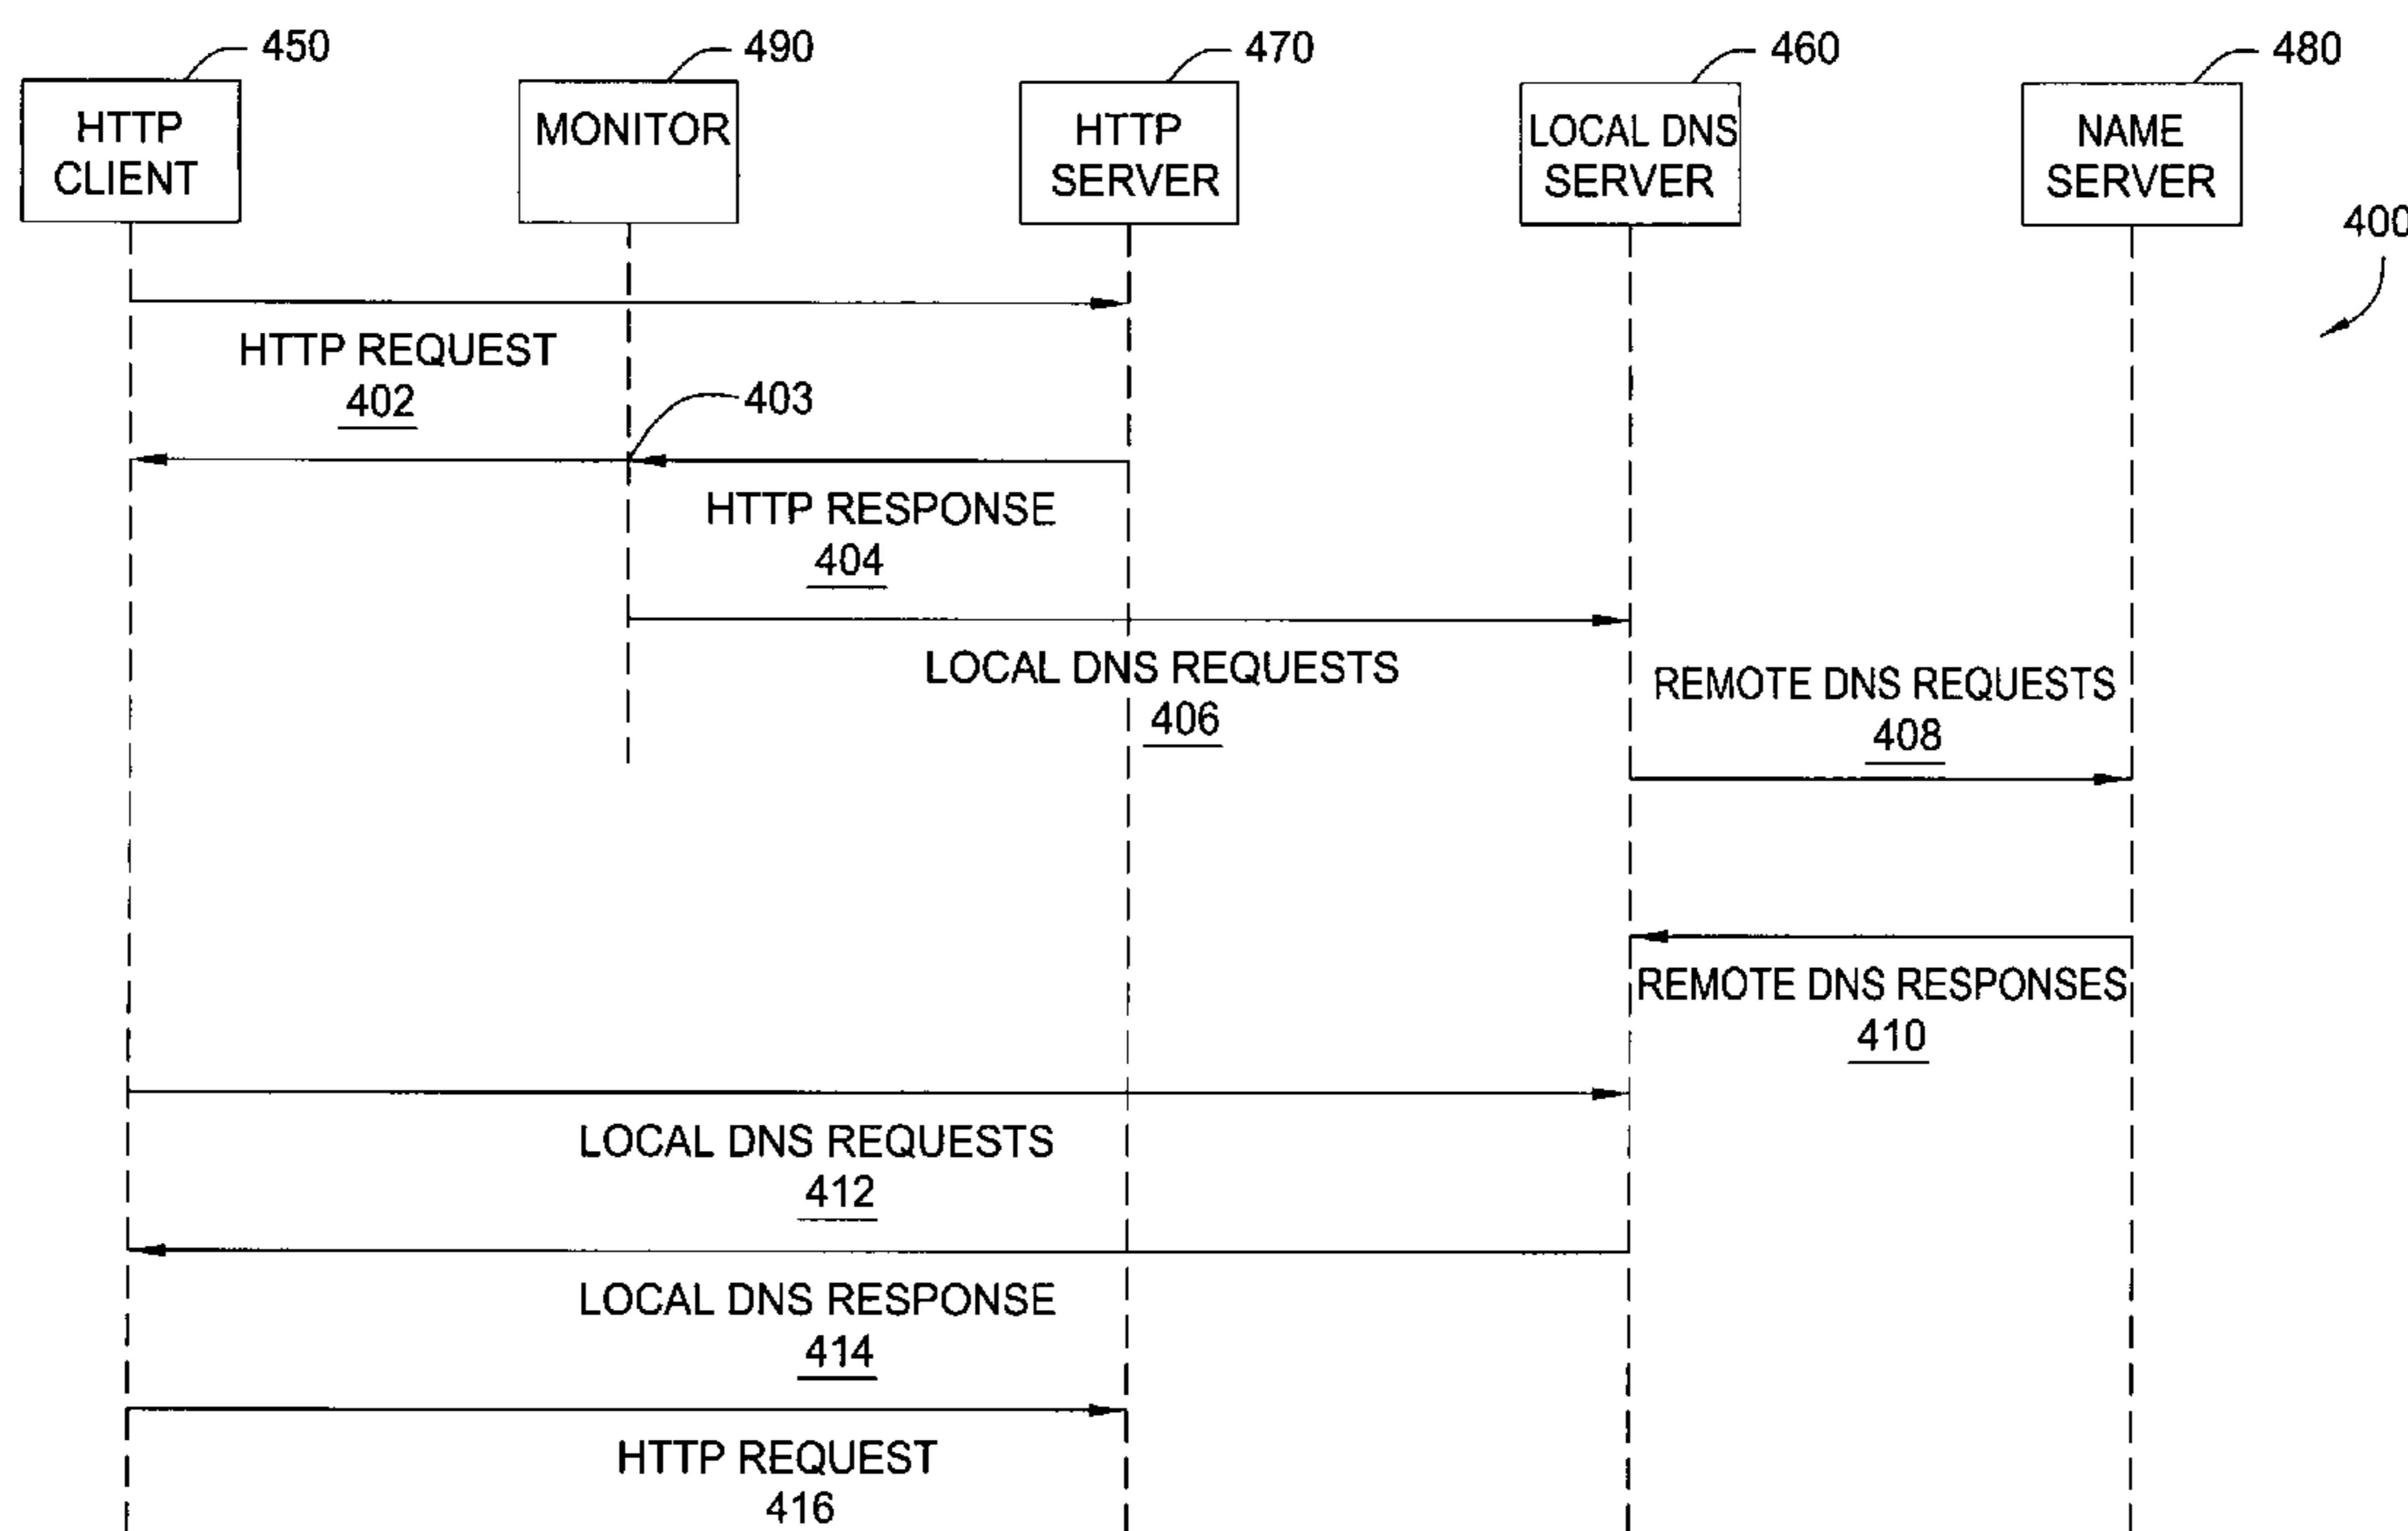 450
490
470
460
480
HTTP
CLIENT
MONITOR
HTTP
SERVER
LOCAL DNS
SERVER
NAME
SERVER
400
HTTP REQUEST
402
403
HTTP RESPONSE
404
LOCAL DNS REQUESTS
406
REMOTE DNS REQUESTS
408
REMOTE DNS RESPONSES
410
LOCAL DNS REQUESTS
412
LOCAL DNS RESPONSE
414
HTTP REQUEST
416